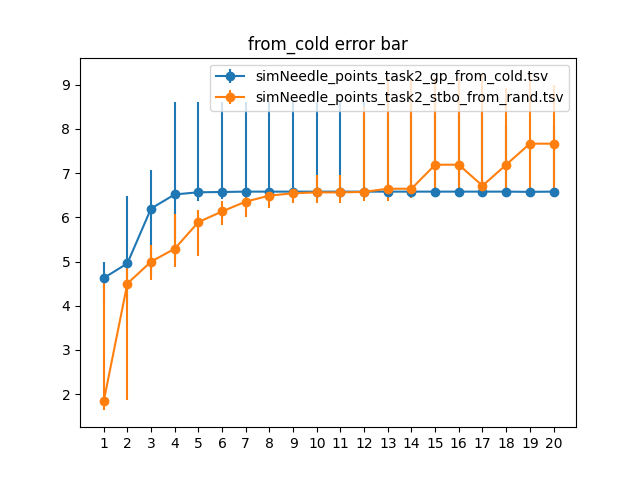 from_cold error bar
simNeedle_points_task2_gp_from_cold.tsv
simNeedle_points_task2_stbo_from_rand.tsv
9
8
7
6
5
4
3
2
1 2 3 4 5 6 7 8 9 10 11 12 13 14 15 16 17 18 19 20